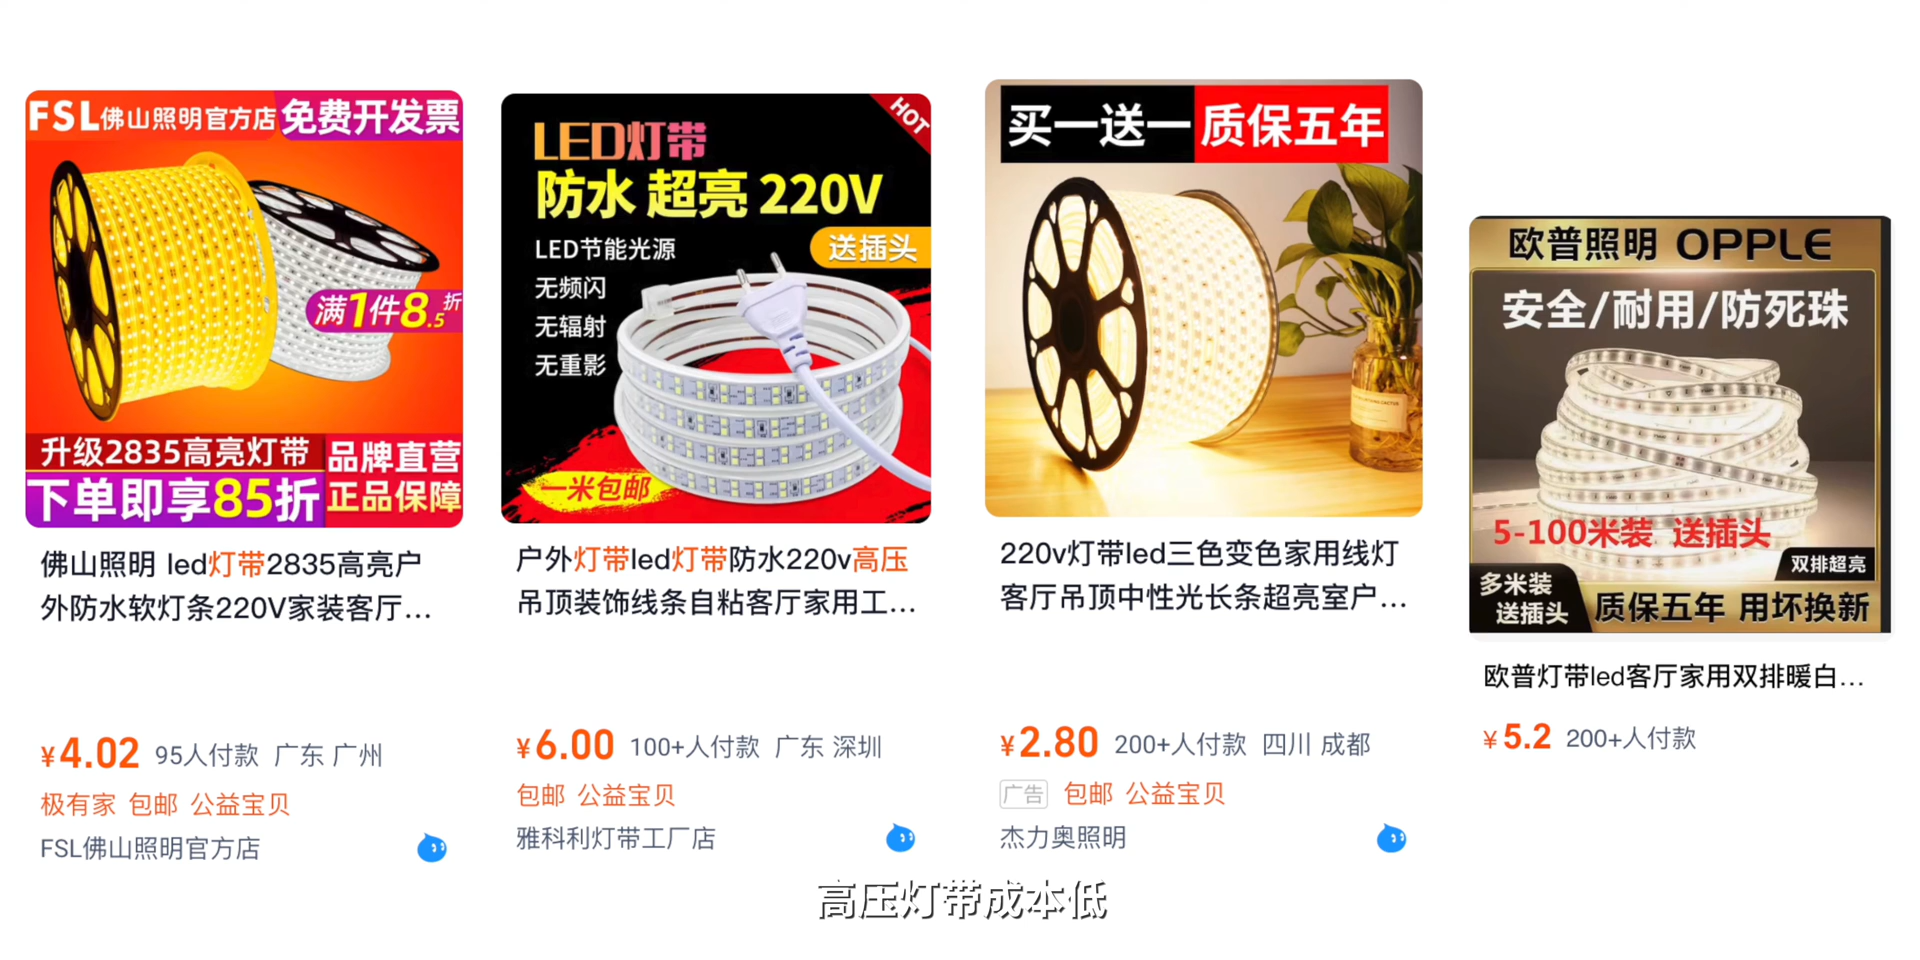 FSL佛山照明官方店
免费开发票
满1件8.5折
升级2835高亮灯带
品牌直营
下单即享85折
正品保障
佛山照明 led灯带2835高亮户
外防水软灯条220V家装客厅...
¥4.02 95人付款 广东 广州
极有家 包邮 公益宝贝
FSL佛山照明官方店
HOT
LED灯带
防水 超亮 220V
LED节能光源
送插头
无频闪
无辐射
无重影
一米包邮
户外灯带led灯带防水220v高压
吊顶装饰线条自粘客厅家用工...
¥6.00 100+人付款 广东 深圳
包邮 公益宝贝
雅科利灯带工厂店
买一送一 质保五年
220v灯带led三色变色家用线灯
客厅吊顶中性光长条超亮室户...
¥2.80 200+人付款 四川 成都
广告 包邮 公益宝贝
杰力奥照明
欧普照明 OPPLE
安全/耐用/防死珠
5-100米装 送插头
双排超亮
多米装
送插头
质保五年 用坏换新
欧普灯带led客厅家用双排暖白...
¥5.2 200+人付款
高压灯带成本低